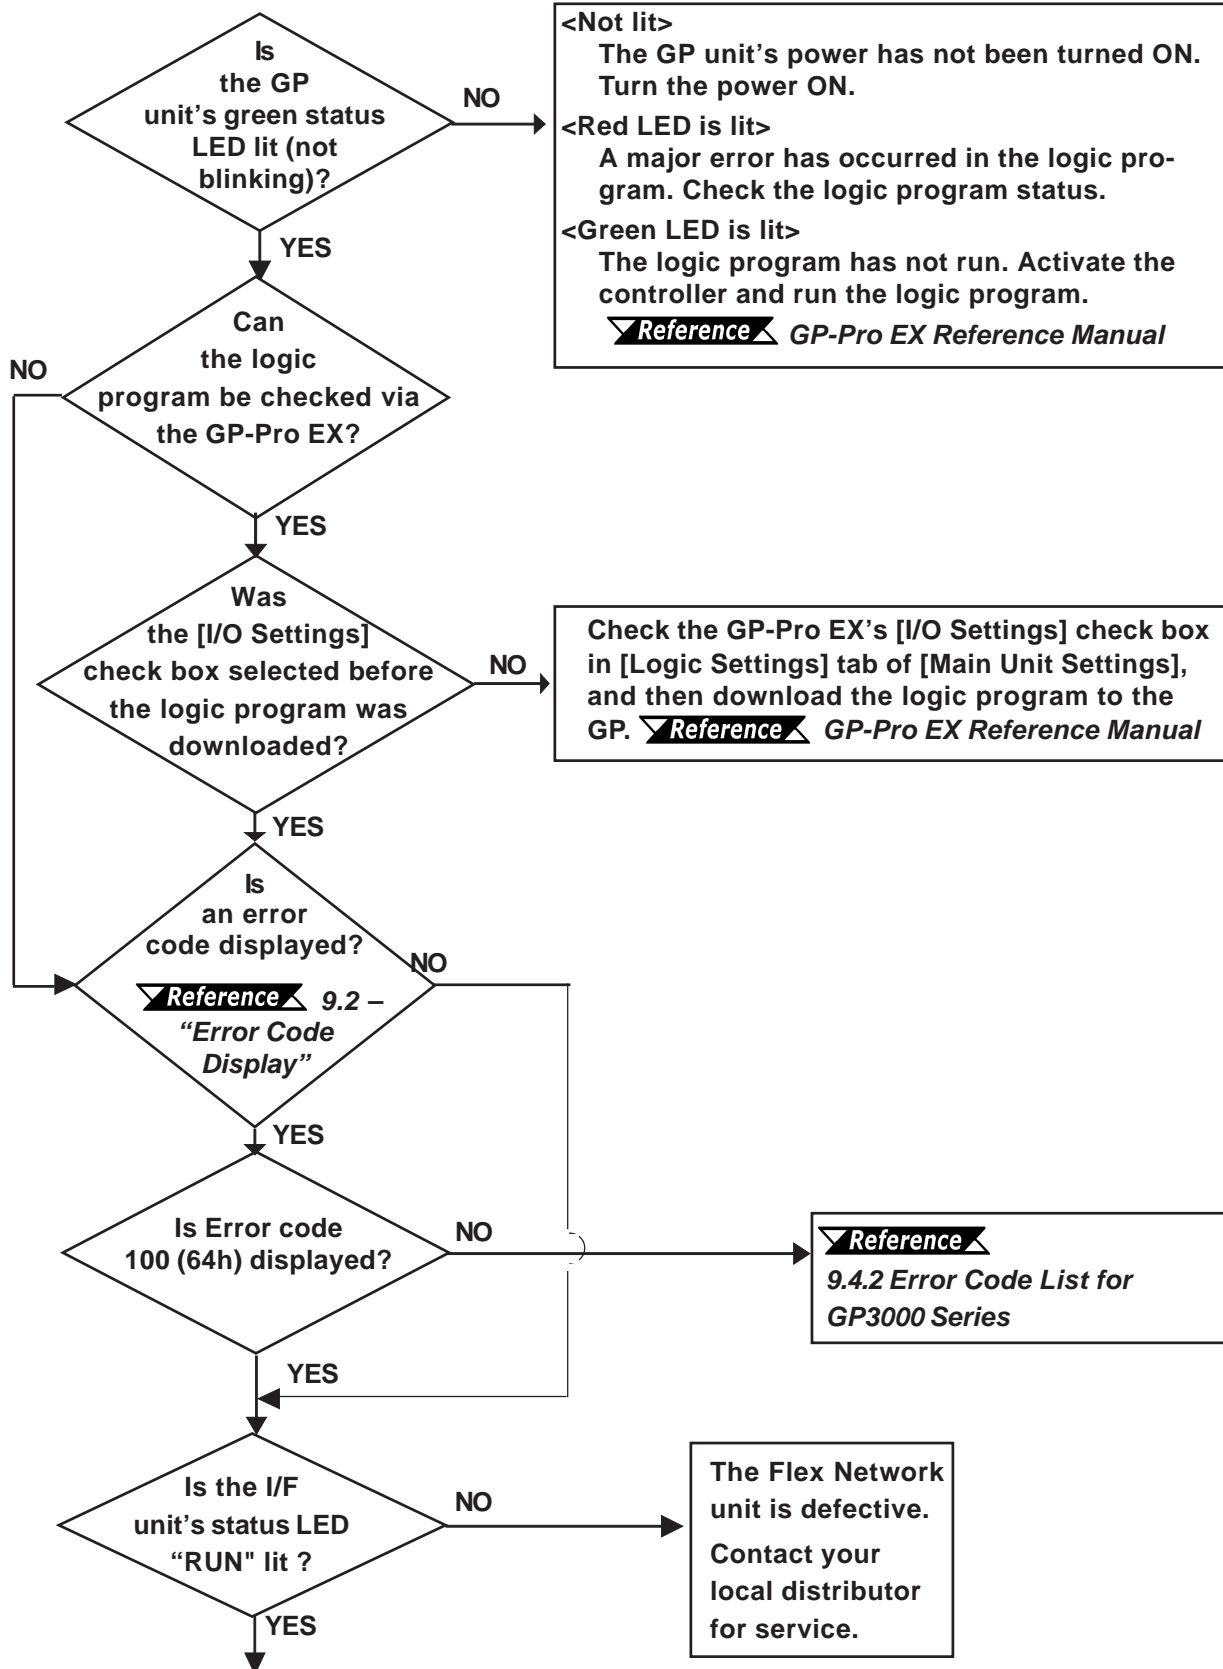 Is
the GP
unit's green status
LED lit (not
blinking)?
NO
<Not lit>
The GP unit's power has not been turned ON.
Turn the power ON.
<Red LED is lit>
A major error has occurred in the logic pro-
gram. Check the logic program status.
<Green LED is lit>
The logic program has not run. Activate the
controller and run the logic program.
Reference GP-Pro EX Reference Manual
YES
Can
the logic
program be checked via
the GP-Pro EX?
NO
YES
Was
the [I/O Settings]
check box selected before
the logic program was
downloaded?
NO
Check the GP-Pro EX's [I/O Settings] check box
in [Logic Settings] tab of [Main Unit Settings],
and then download the logic program to the
GP. Reference GP-Pro EX Reference Manual
YES
Is
an error
code displayed?
Reference 9.2 –
“Error Code
Display”
NO
YES
Is Error code
100 (64h) displayed?
NO
Reference
9.4.2 Error Code List for
GP3000 Series
YES
Is the I/F
unit's status LED
“RUN" lit ?
NO
The Flex Network
unit is defective.
Contact your
local distributor
for service.
YES